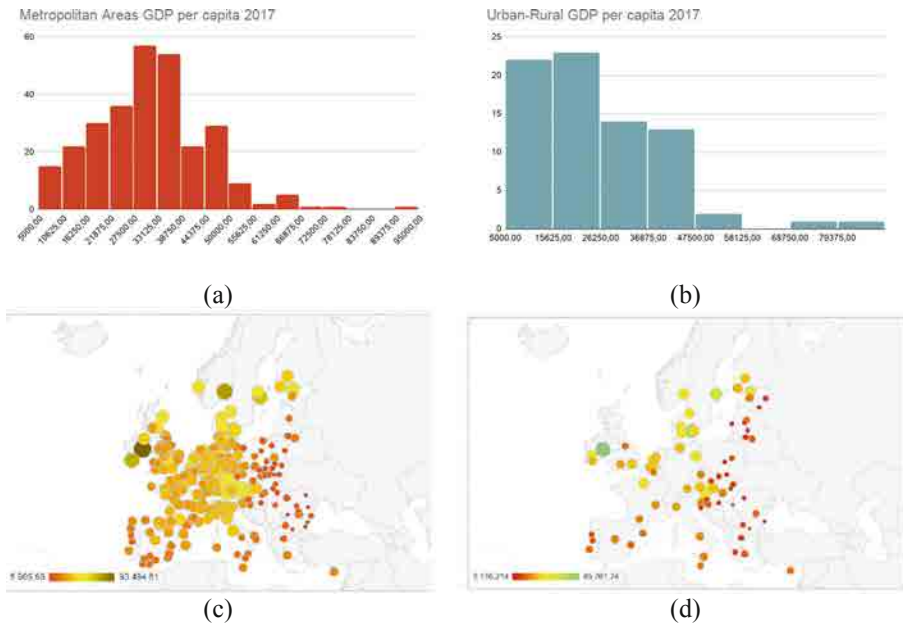 Metropolitan Areas GDP per capita 2017
60
40
20
0
5000,00 10625,00 16250,00 21875,00 27500,00 33125,00 38750,00 44375,00 50000,00 55625,00 61250,00 66875,00 72500,00 78125,00 83750,00 89375,00 95000,00
(a)
Urban-Rural GDP per capita 2017
25
20
15
10
5
0
5000,00 15625,00 26250,00 36875,00 47500,00 58125,00 68750,00 79375,00
(b)
(c)
(d)